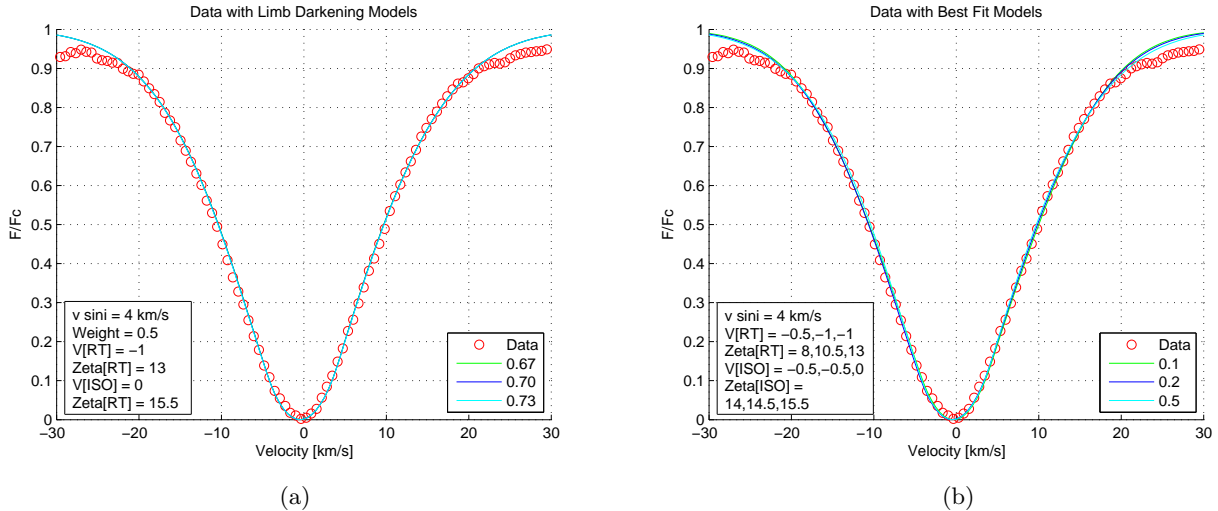 Data with Limb Darkening Models
1
0.9
0.8
0.7
0.6
0.5
0.4
0.3
0.2
0.1
0
F/Fc
−30
−20
−10
0
10
20
30
Velocity [km/s]
v sini = 4 km/s
Weight = 0.5
V[RT] = −1
Zeta[RT] = 13
V[ISO] = 0
Zeta[RT] = 15.5
Data
0.67
0.70
0.73
(a)
Data with Best Fit Models
1
0.9
0.8
0.7
0.6
0.5
0.4
0.3
0.2
0.1
0
F/Fc
−30
−20
−10
0
10
20
30
Velocity [km/s]
v sini = 4 km/s
V[RT] = −0.5,−1,−1
Zeta[RT] = 8,10.5,13
V[ISO] = −0.5,−0.5,0
Zeta[ISO] =
14,14.5,15.5
Data
0.1
0.2
0.5
(b)